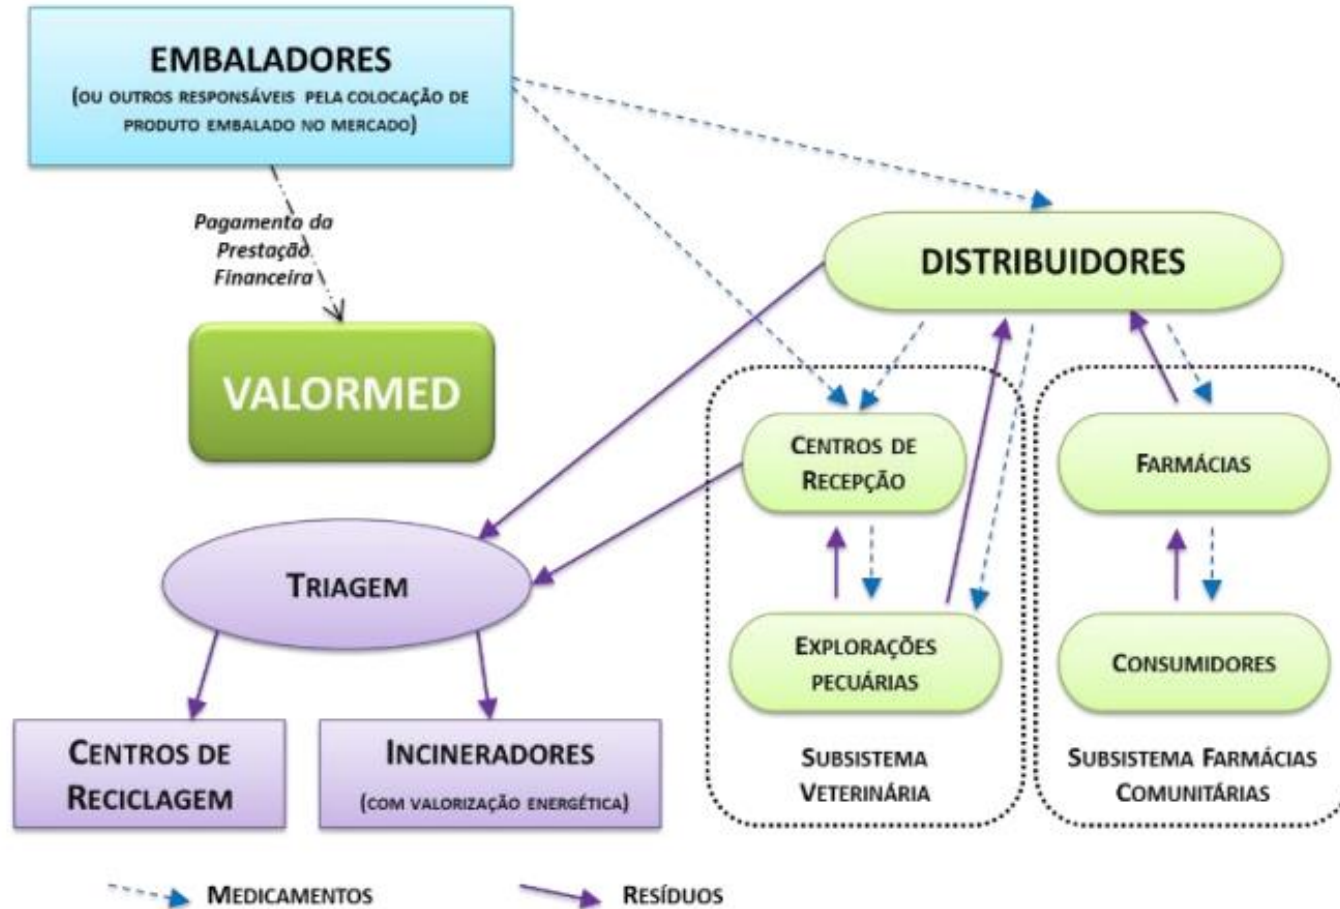 EMBALADORES
(OU OUTROS RESPONSÁVEIS PELA COLOCAÇÃO DE
PRODUTO EMBALADO NO MERCADO)
Pagamento da
Prestação
Financeira
VALORMED
DISTRIBUIDORES
CENTROS DE
RECEPÇÃO
FARMÁCIAS
TRIAGEM
EXPLORAÇÕES
PECUÁRIAS
CONSUMIDORES
CENTROS DE
RECICLAGEM
INCINERADORES
(COM VALORIZAÇÃO ENERGÉTICA)
SUBSISTEMA
VETERINÁRIA
SUBSISTEMA FARMÁCIAS
COMUNITÁRIAS
MEDICAMENTOS
RESÍDUOS